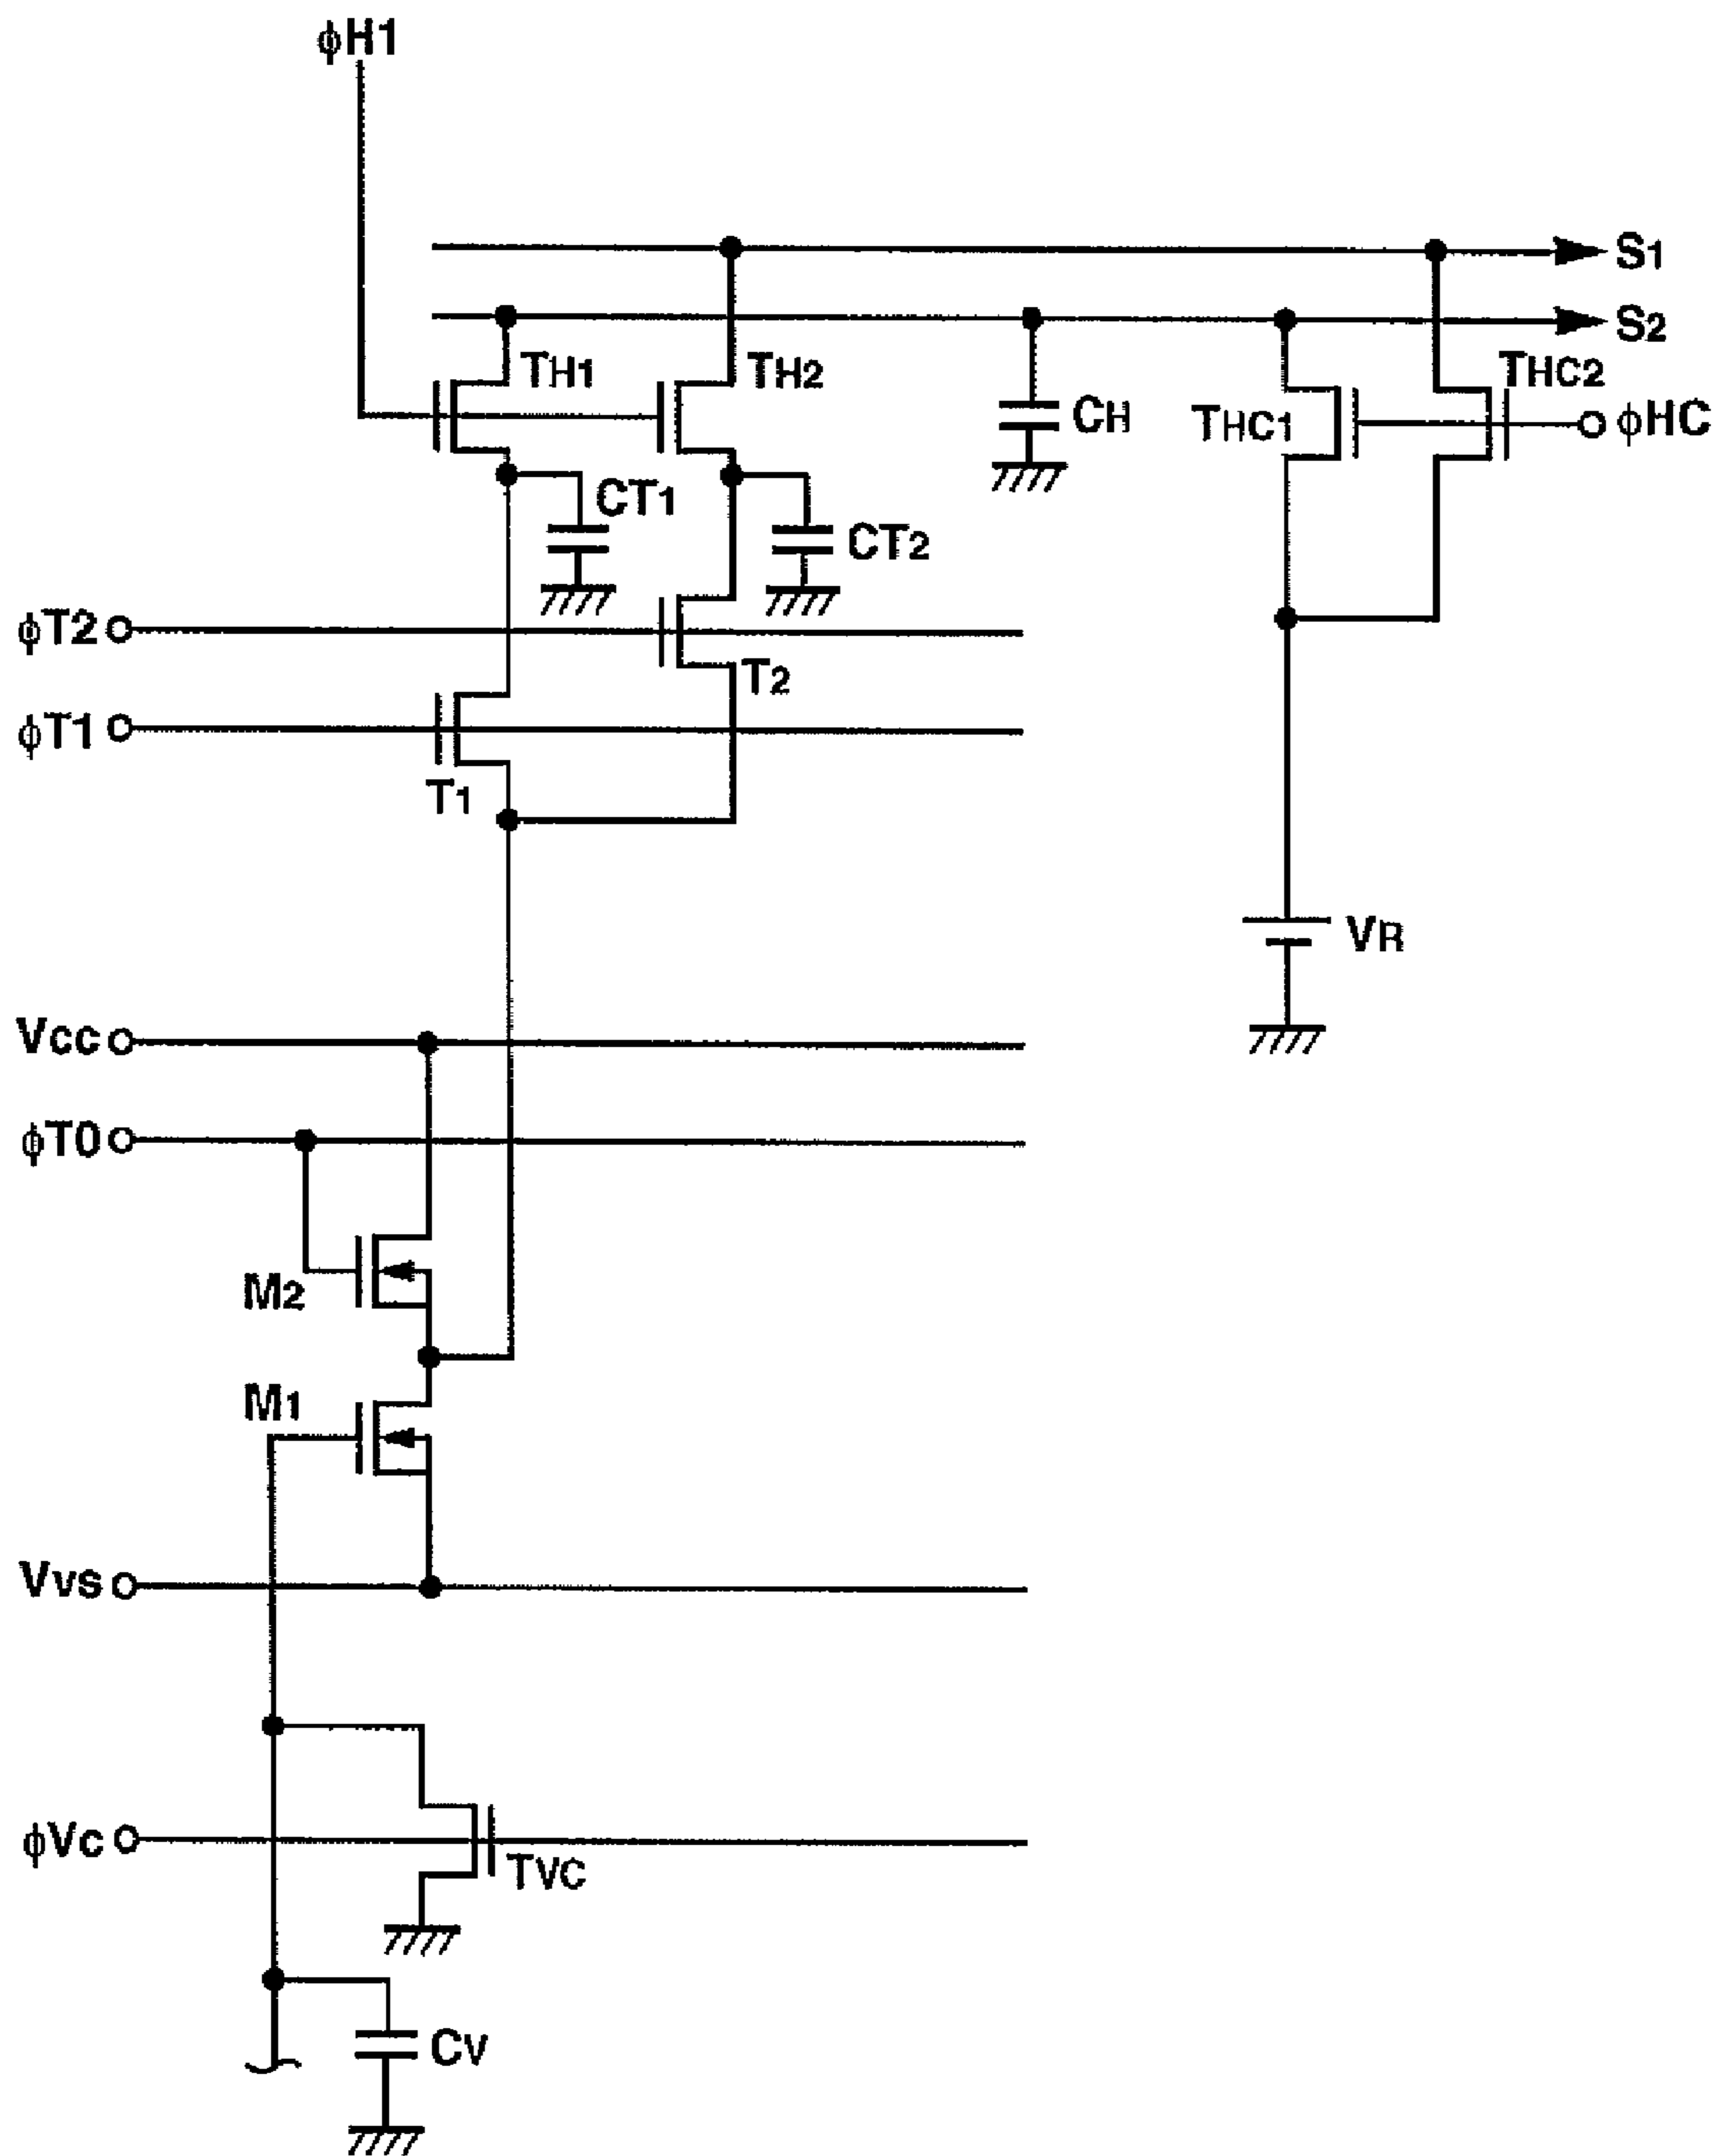 ϕH1
S1
S2
TH1
TH2
THC2
CH
THC1
ϕHC
CT1
CT2
ϕT2
T2
ϕT1
T1
VR
Vcc
ϕT0
M2
M1
Vvs
ϕVc
TVC
CV